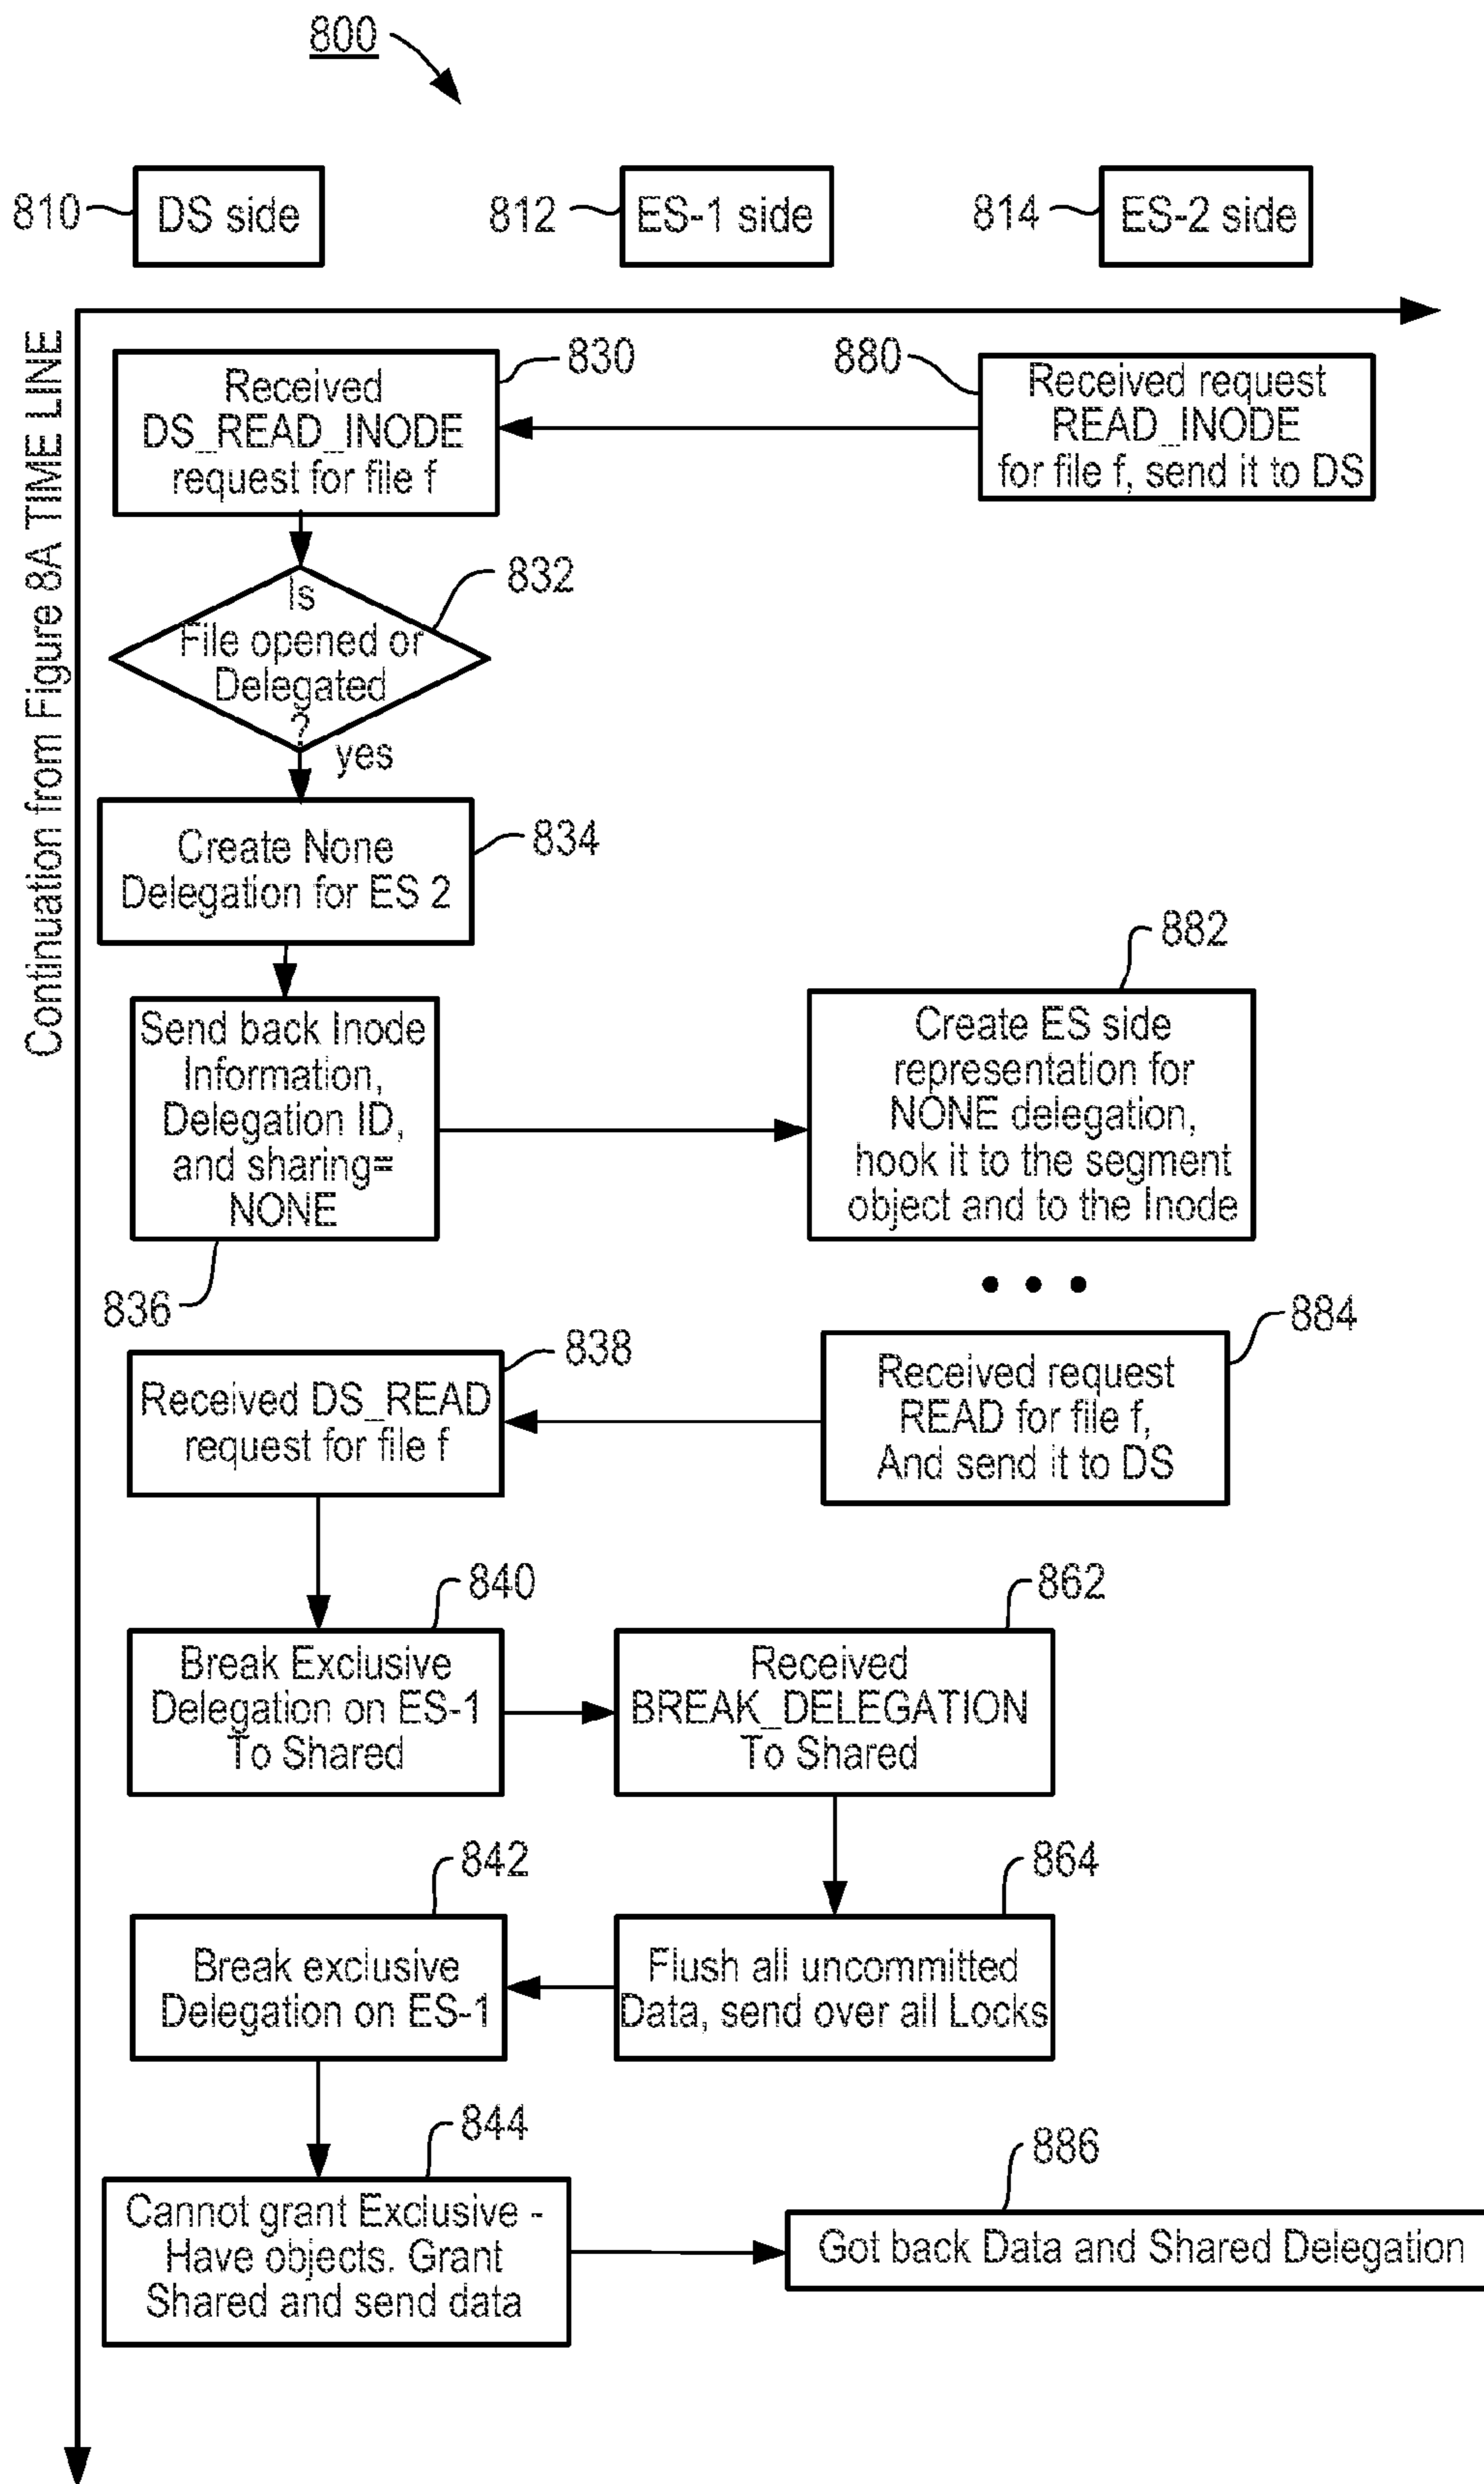 800
810
DS side
812
ES-1 side
814
ES-2 side
Continuation from Figure 8A TIME LINE
830
Received
DS_READ_INODE
request for file f
880
Received request
READ_INODE
for file f, send it to DS
832
Is
File opened or
Delegated
?
yes
834
Create None
Delegation for ES 2
Send back Inode
Information,
Delegation ID,
and sharing=
NONE
836
882
Create ES side
representation for
NONE delegation,
hook it to the segment
object and to the Inode
• • •
884
Received request
READ for file f,
And send it to DS
838
Received DS_READ
request for file f
840
Break Exclusive
Delegation on ES-1
To Shared
862
Received
BREAK_DELEGATION
To Shared
864
Flush all uncommitted
Data, send over all Locks
842
Break exclusive
Delegation on ES-1
844
Cannot grant Exclusive -
Have objects. Grant
Shared and send data
886
Got back Data and Shared Delegation